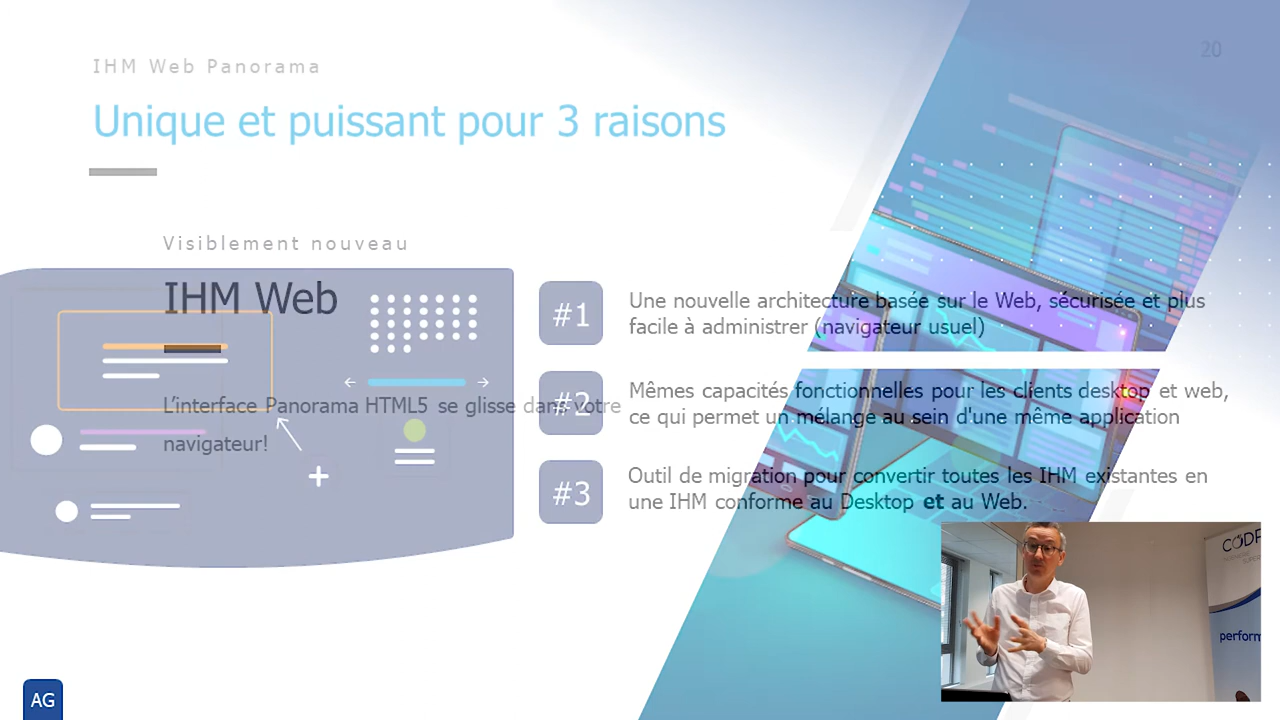 20
IHM Web Panorama
Unique et puissant pour 3 raisons
Visiblement nouveau
IHM Web
L'interface Panorama HTML5 se glisse dans votre
navigateur!
#1
Une nouvelle architecture basée sur le Web, sécurisée et plus
facile à administrer (navigateur usuel)
#2
Mêmes capacités fonctionnelles pour les clients desktop et web,
ce qui permet un mélange au sein d'une même application
#3
Outil de migration pour convertir toutes les IHM existantes en
une IHM conforme au Desktop et au Web.
perform
AG